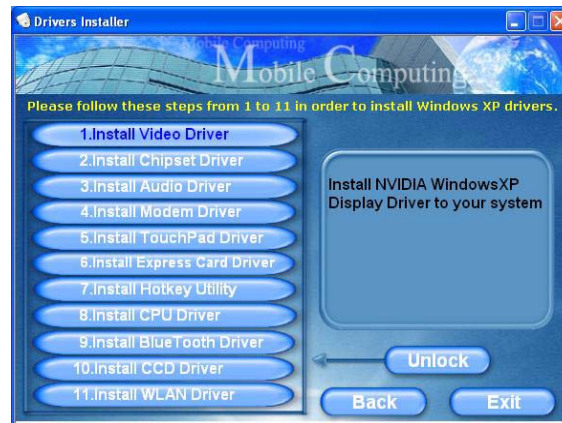 Drivers Installer
Mobile Computing
Mobile Computing
Please follow these steps from 1 to 11 in order to install Windows XP drivers.
1.Install Video Driver
2.Install Chipset Driver
3.Install Audio Driver
4.Install Modem Driver
5.Install TouchPad Driver
6.Install Express Card Driver
7.Install Hotkey Utility
8.Install CPU Driver
9.Install BlueTooth Driver
10.Install CCD Driver
11.Install WLAN Driver
Install NVIDIA WindowsXP
Display Driver to your system
Unlock
Back
Exit